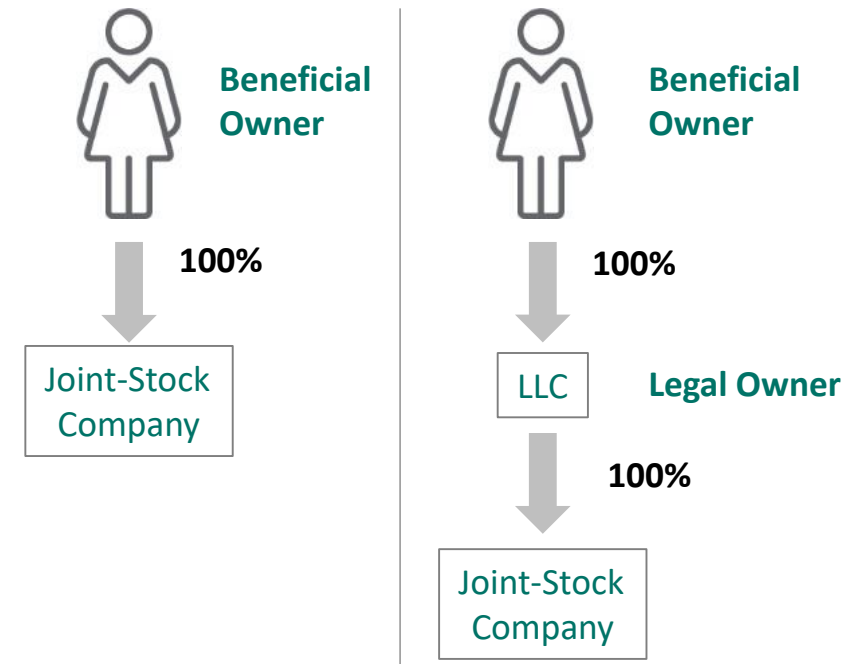 Beneficial
Owner
100%
Joint-Stock
Company
Beneficial
Owner
100%
LLC
Legal Owner
100%
Joint-Stock
Company